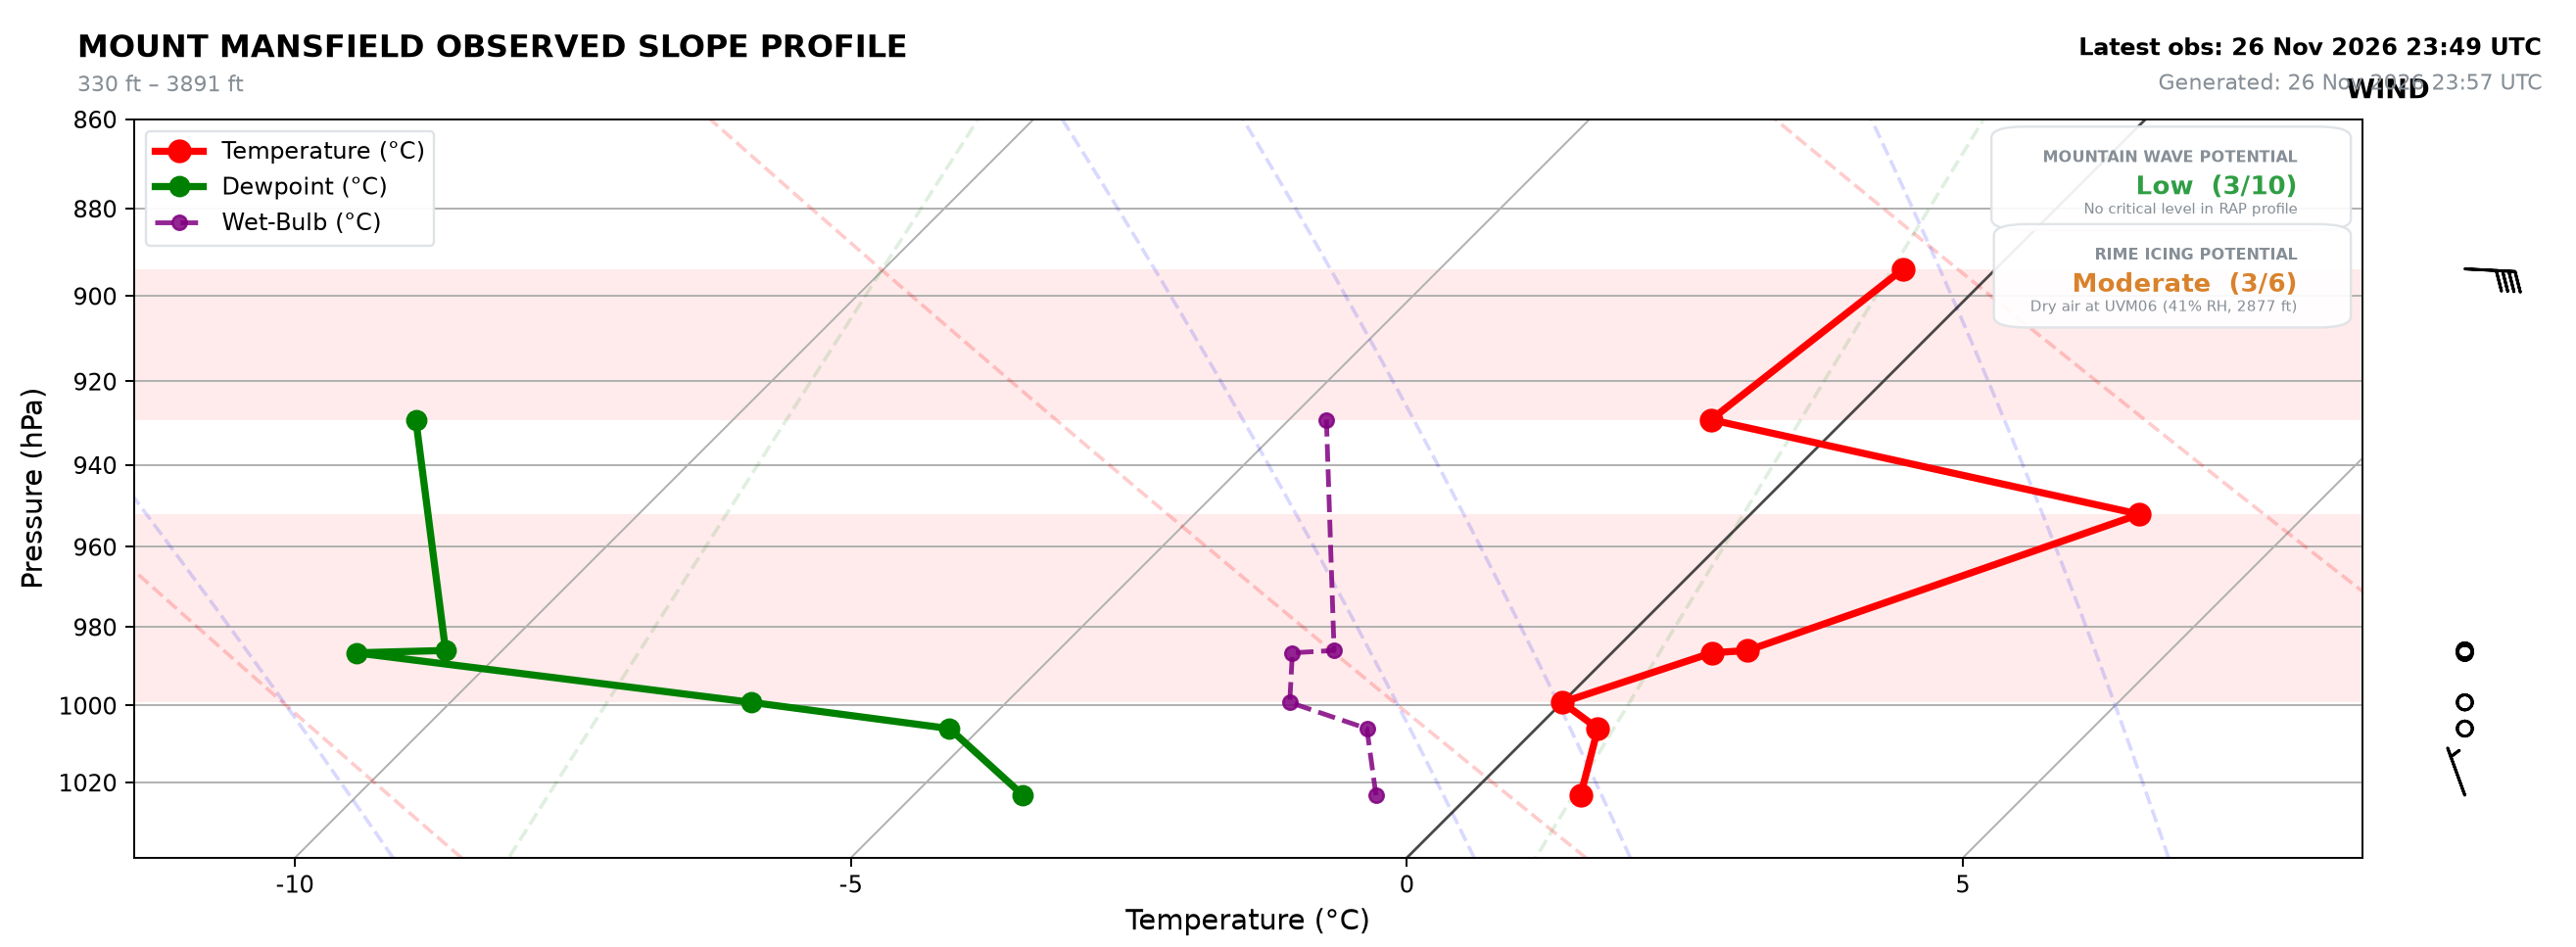 MOUNT MANSFIELD OBSERVED SLOPE PROFILE
330 ft – 3891 ft
Latest obs: 26 Nov 2026 23:49 UTC
Generated: 26 Nov 2026 23:57 UTC
WIND
Temperature (°C)
Dewpoint (°C)
Wet-Bulb (°C)
MOUNTAIN WAVE POTENTIAL
Low (3/10)
No critical level in RAP profile
RIME ICING POTENTIAL
Moderate (3/6)
Dry air at UVM06 (41% RH, 2877 ft)
Pressure (hPa)
860
880
900
920
940
960
980
1000
1020
-10
-5
0
5
Temperature (°C)